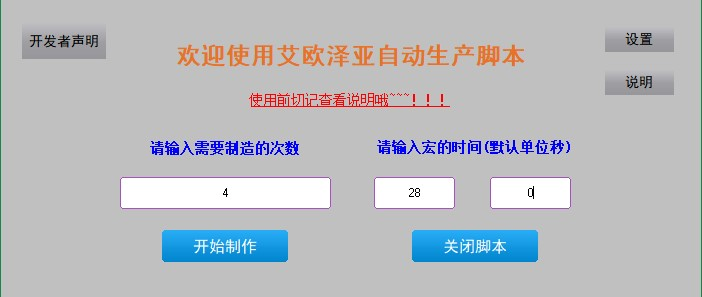 开发者声明
设置
欢迎使用艾欧泽亚自动生产脚本
说明
使用前切记查看说明哦~~~！！！
请输入需要制造的次数
请输入宏的时间(默认单位秒)
4
28
0
开始制作
关闭脚本